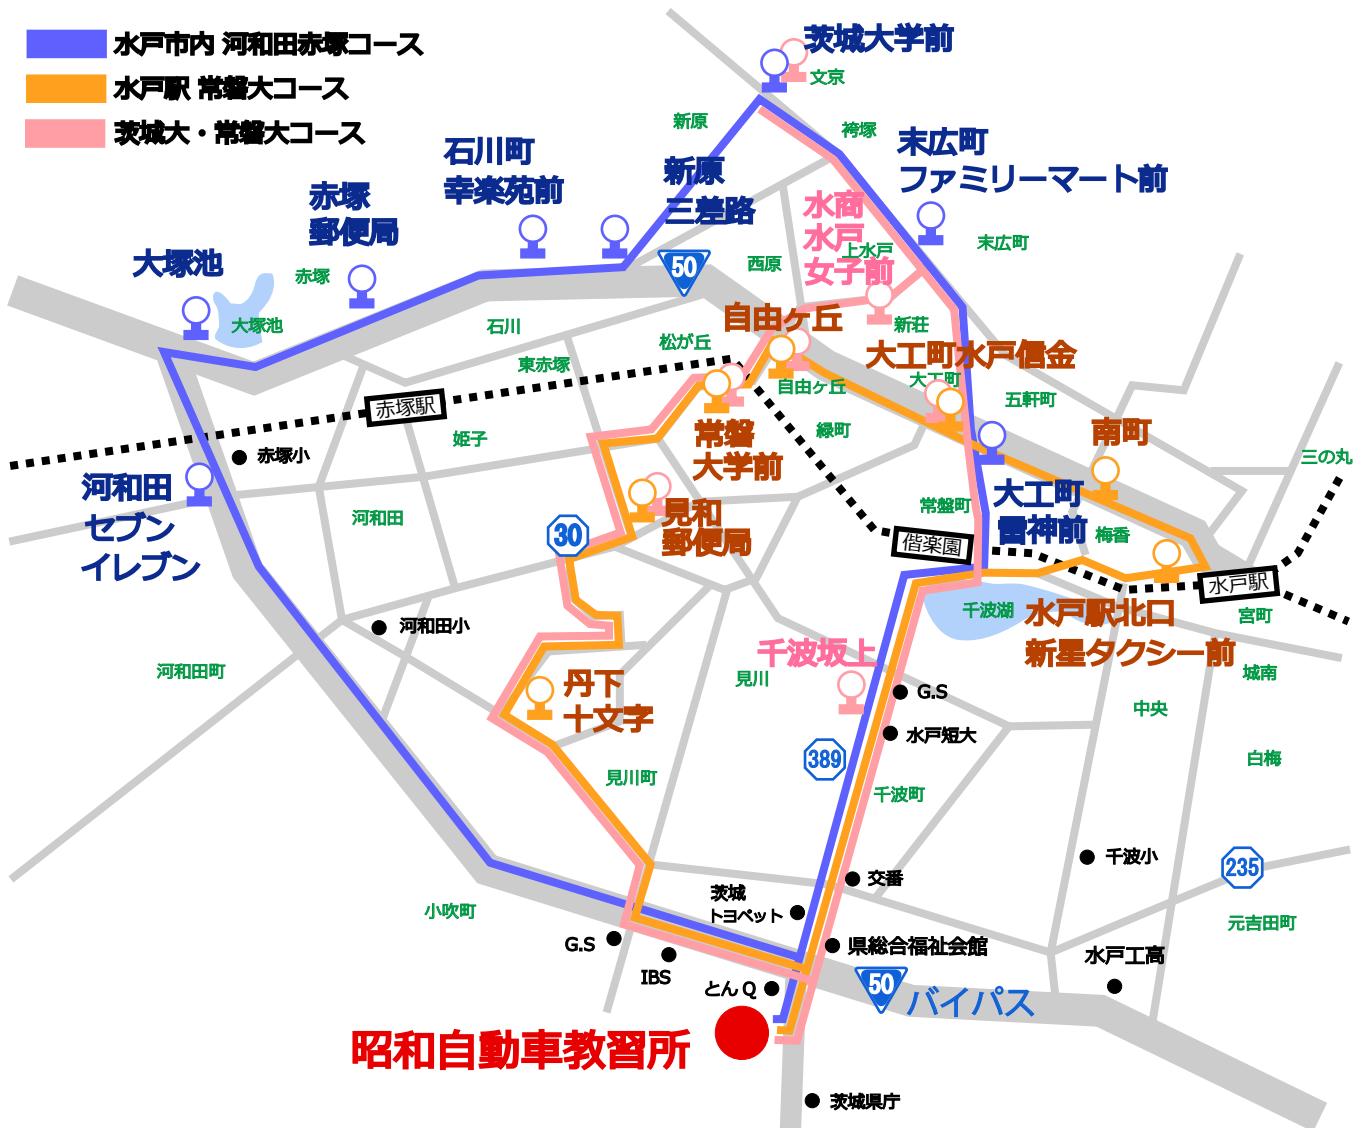 水戸市内 河和田赤塚コース
水戸駅 常磐大コース
茨城大・常磐大コース
茨城大学前
文京
新原
袴塚
末広町
ファミリーマート前
石川町
幸楽苑前
新原
三差路
赤塚
郵便局
水商
水戸
女子前
上水戸
末広町
大塚池
赤塚
西原
50
大塚池
石川
東赤塚
松が丘
自由ヶ丘
新荘
大工町水戸信金
自由ヶ丘
大工町
五軒町
赤塚駅
姫子
緑町
常磐
大学前
南町
赤塚小
三の丸
河和田
セブン
イレブン
河和田
30
見和
郵便局
常盤町
大工町
雷神前
梅香
偕楽園
水戸駅
河和田小
千波湖
水戸駅北口
新星タクシー前
宮町
河和田町
千波坂上
見川
城南
丹下
十文字
G.S
中央
水戸短大
389
白梅
見川町
千波町
千波小
235
交番
茨城
トヨペット
小吹町
元吉田町
G.S
県総合福祉会館
水戸工高
IBS
とんQ
50
バイパス
昭和自動車教習所
茨城県庁